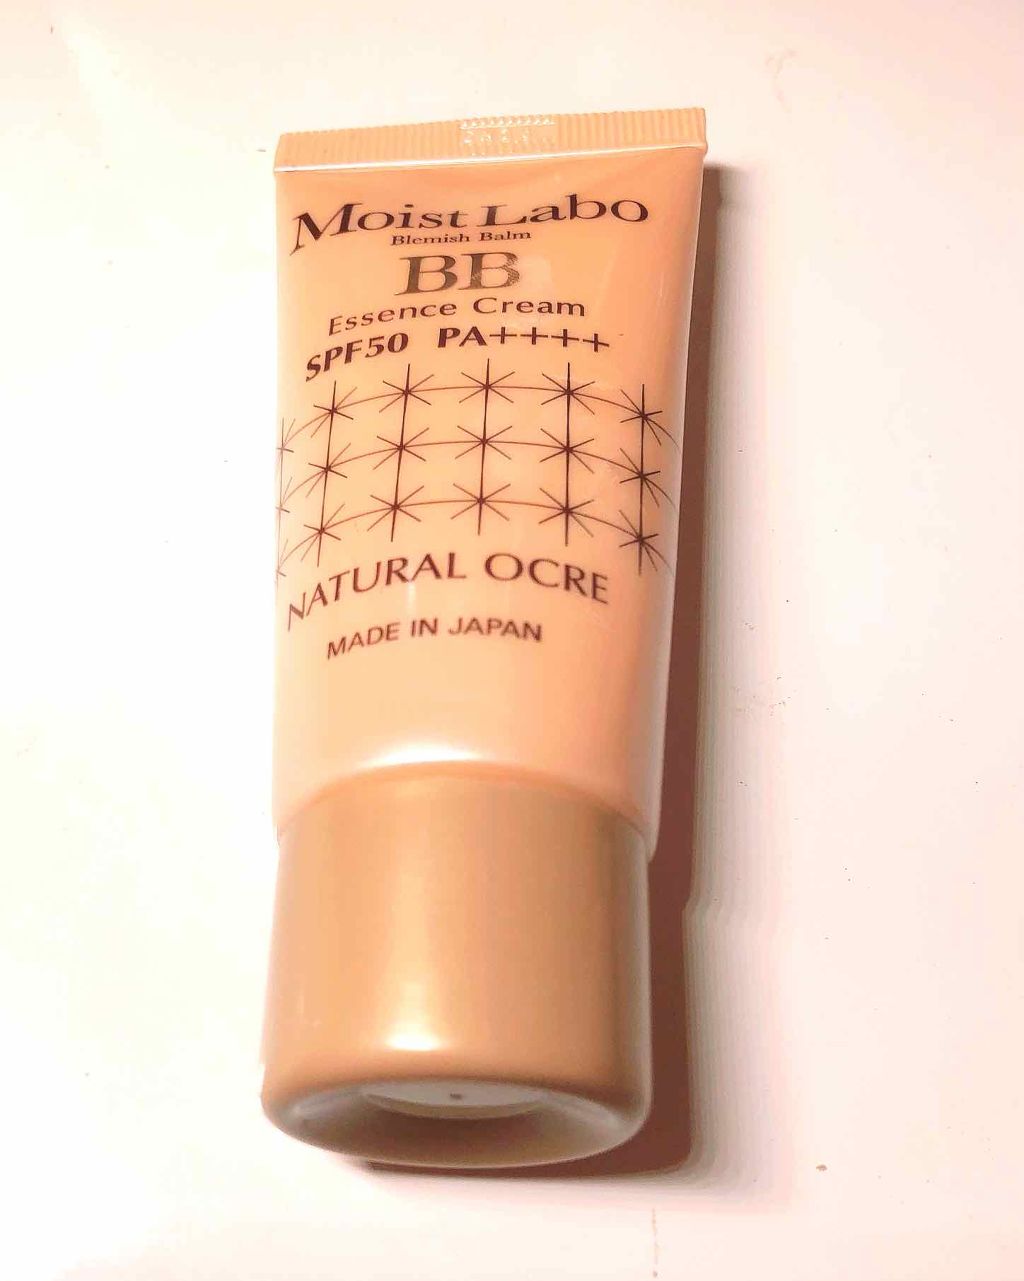 Moist Labo
Blemish Balm
BB
Essence Cream
SPF50 PA++++
NATURAL OCRE
MADE IN JAPAN